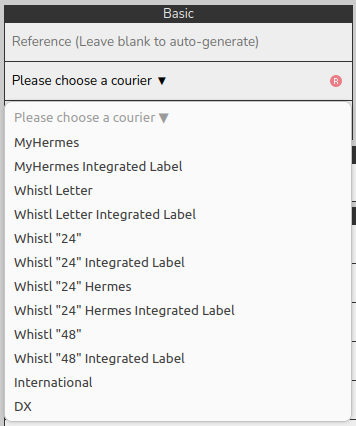 Basic
Reference (Leave blank to auto-generate)
Please choose a courier ▼
R
Please choose a courier ▼
MyHermes
MyHermes Integrated Label
Whistl Letter
Whistl Letter Integrated Label
Whistl "24"
Whistl "24" Integrated Label
Whistl "24" Hermes
Whistl "24" Hermes Integrated Label
Whistl "48"
Whistl "48" Integrated Label
International
DX